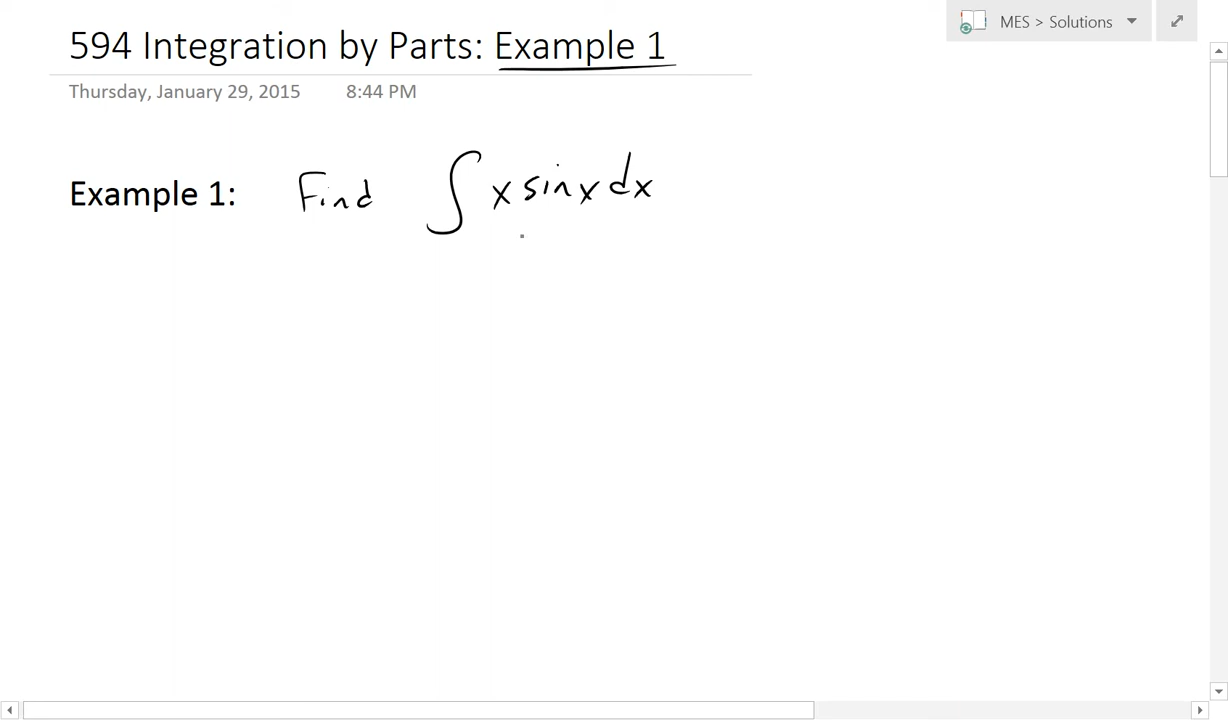 MES > Solutions
594 Integration by Parts: Example 1
Thursday, January 29, 2015 8:44 PM
Example 1: Find ∫ x sinx dx